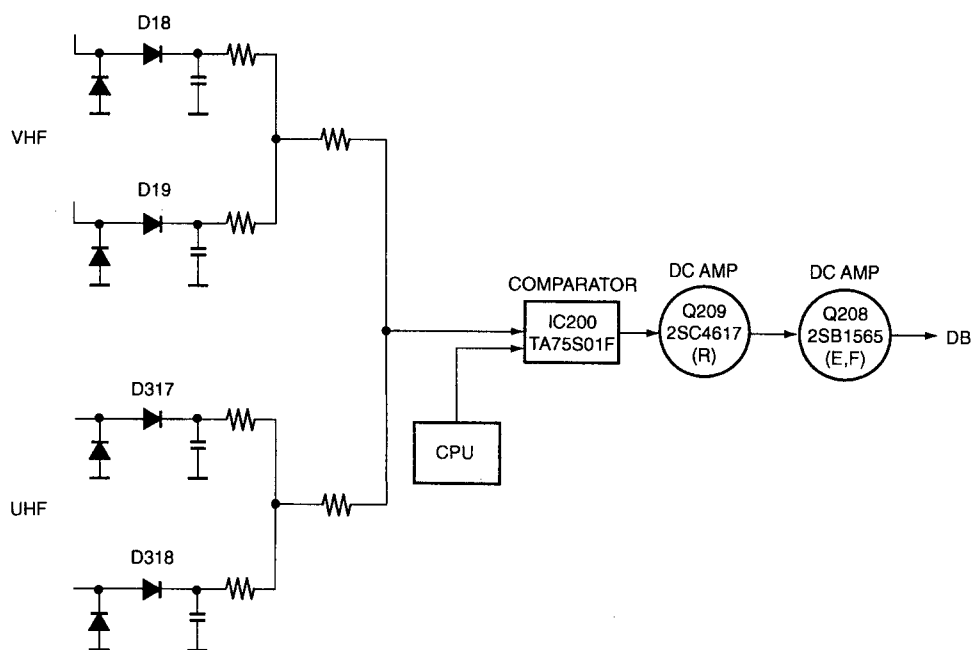 D18
VHF
D19
COMPARATOR
IC200
TA75S01F
DC AMP
Q209
2SC4617
(R)
DC AMP
Q208
2SB1565
(E,F)
DB
CPU
D317
UHF
D318